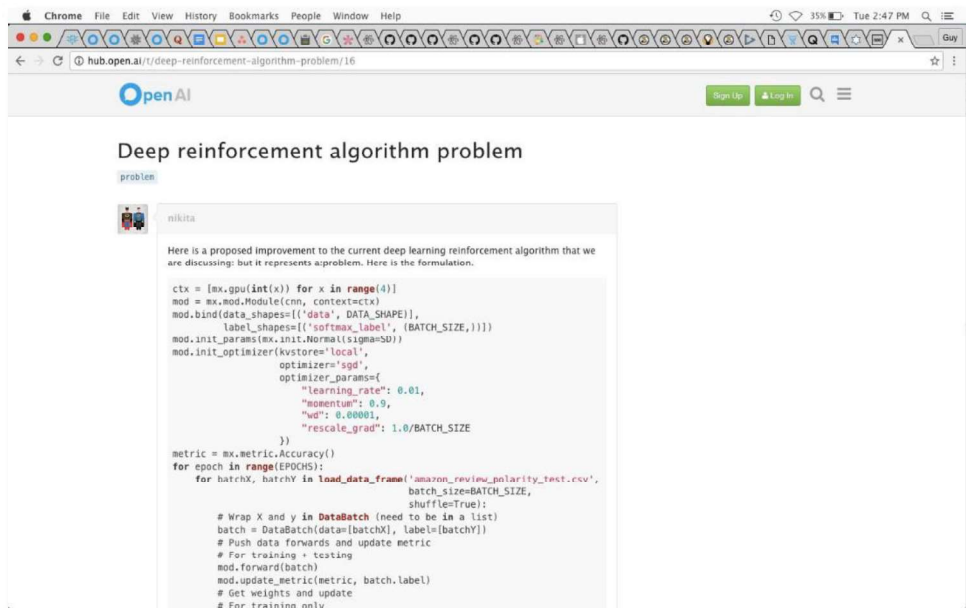 Chrome File Edit View History Bookmarks People Window Help 35% Tue 2:47 PM
Guy
hub.open.ai/t/deep-reinforcement-algorithm-problem/16
Open AI Sign Up Log In
Deep reinforcement algorithm problem
problem
nikita
Here is a proposed improvement to the current deep learning reinforcement algorithm that we
are discussing: but it represents a:problem. Here is the formulation.
ctx = [mx.gpu(int(x)) for x in range(4)]
mod = mx.mod.Module(cnn, context=ctx)
mod.bind(data_shapes=[('data', DATA_SHAPE)],
label_shapes=[('softmax_label', (BATCH_SIZE,))])
mod.init_params(mx.init.Normal(sigma=SD))
mod.init_optimizer(kvstore='local',
optimizer='sgd',
optimizer_params={
"learning_rate": 0.01,
"momentum": 0.9,
"wd": 0.00001,
"rescale_grad": 1.0/BATCH_SIZE
})
metric = mx.metric.Accuracy()
for epoch in range(EPOCHS):
for batchX, batchY in load_data_frame('amazon_review_polarity_test.csv',
batch_size=BATCH_SIZE,
shuffle=True):
# Wrap X and y in DataBatch (need to be in a list)
batch = DataBatch(data=[batchX], label=[batchY])
# Push data forwards and update metric
# For training + testing
mod.forward(batch)
mod.update_metric(metric, batch.label)
# Get weights and update
# For training only